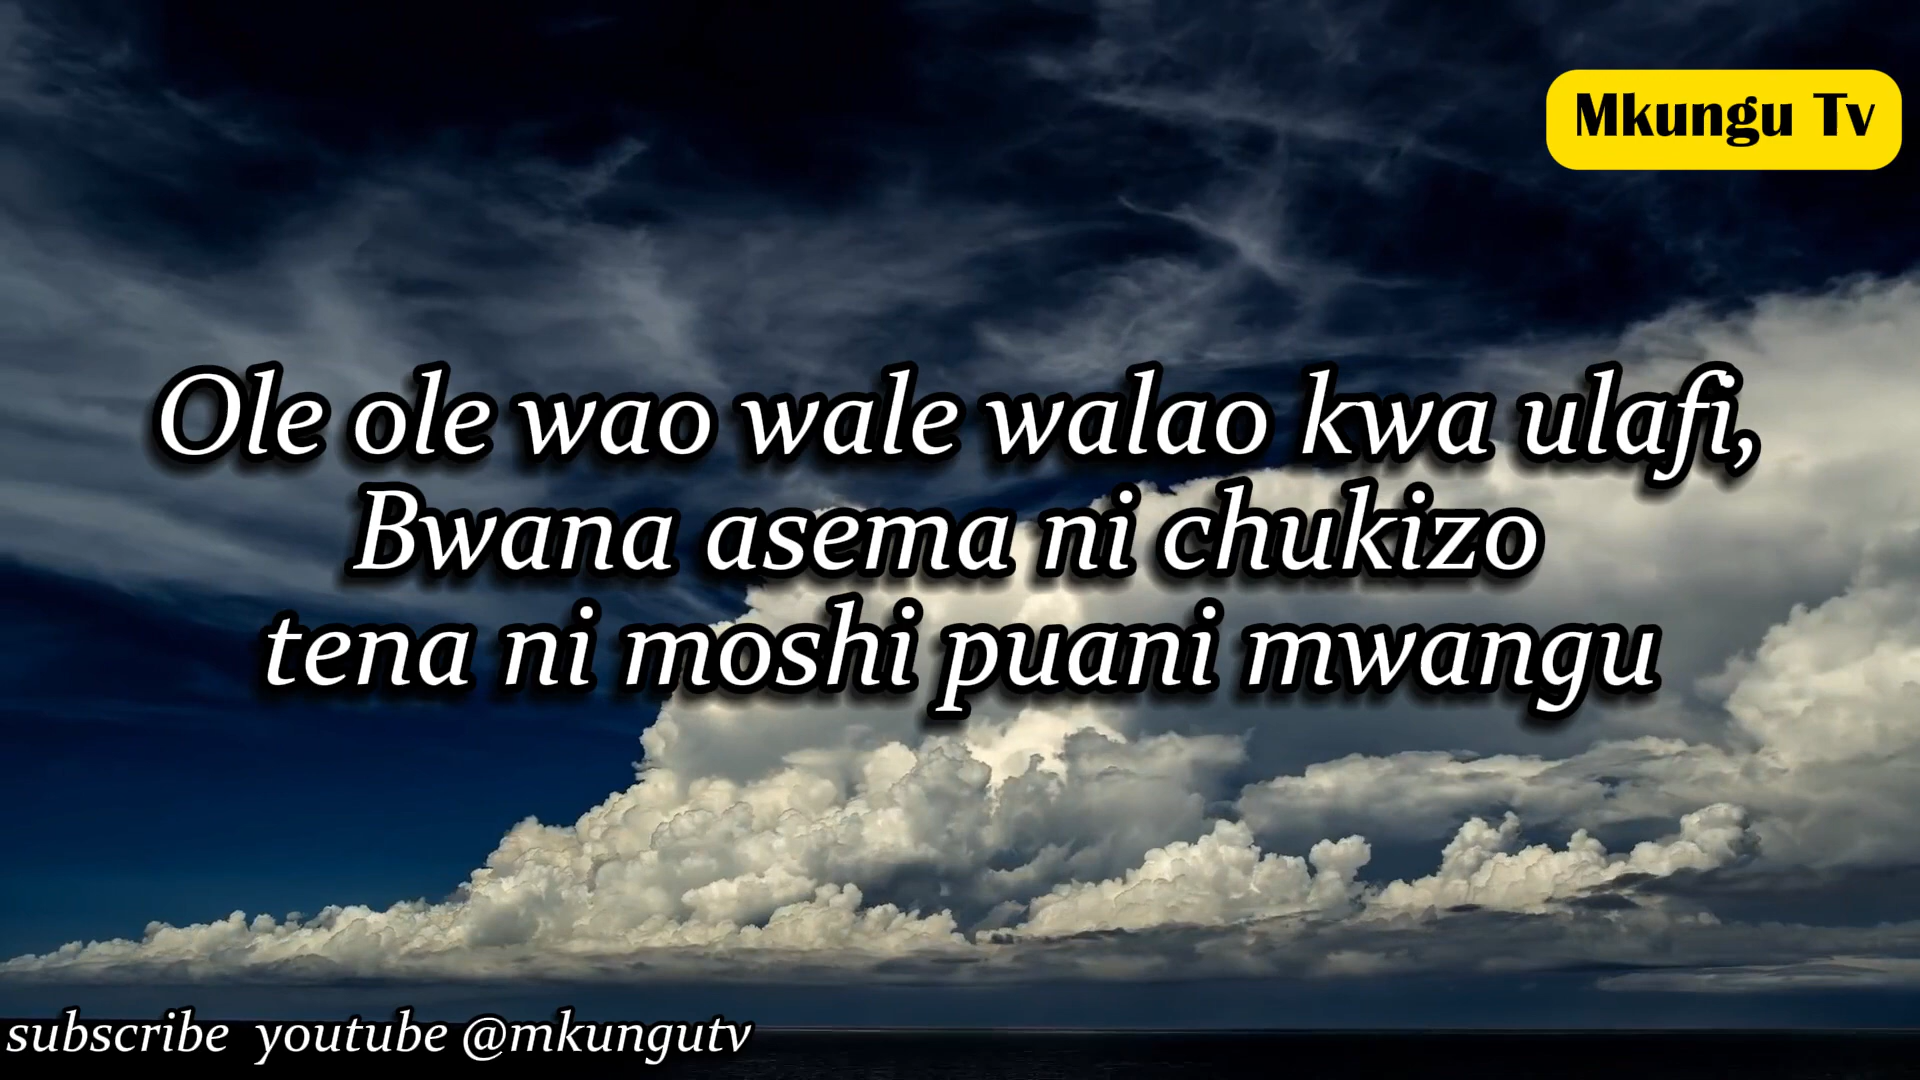 Mkungu Tv
Ole ole wao wale walao kwa ulafi,
Bwana asema ni chukizo
tena ni moshi puani mwangu
subscribe youtube @mkungutv